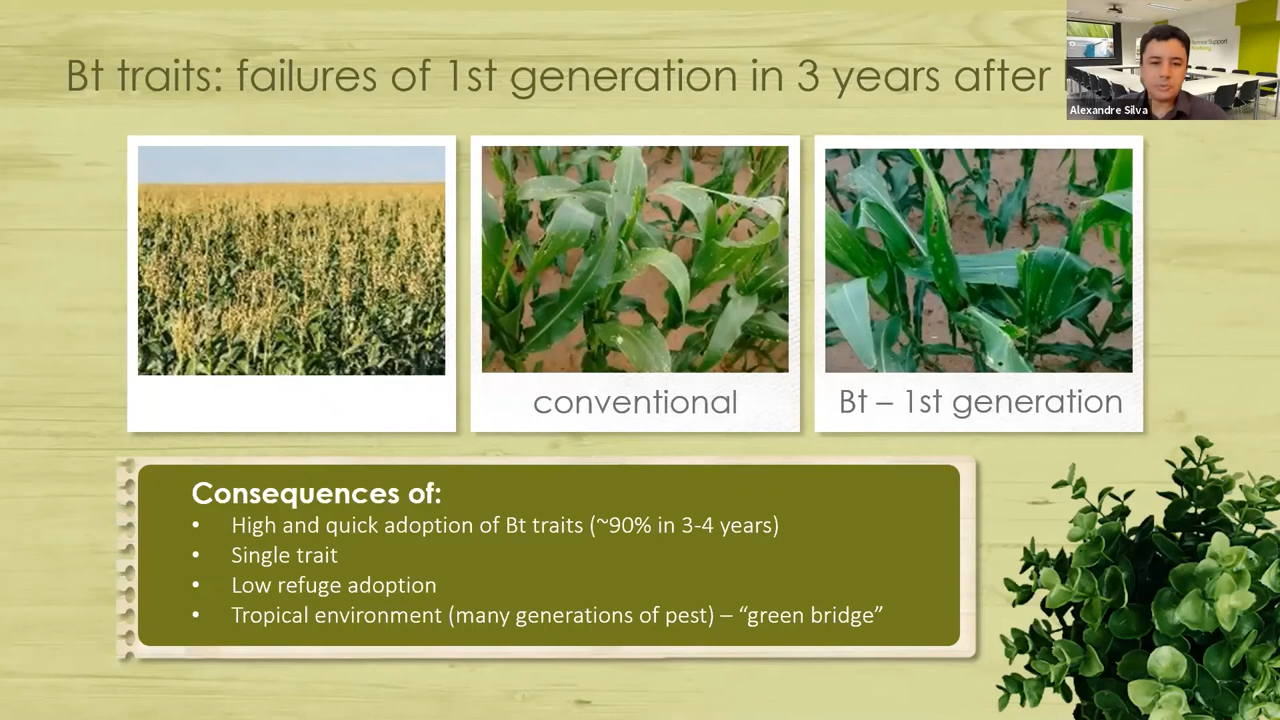 Bt traits: failures of 1st generation in 3 years after
Alexandre Silva
conventional
Bt – 1st generation
Consequences of:
• High and quick adoption of Bt traits (~90% in 3-4 years)
• Single trait
• Low refuge adoption
• Tropical environment (many generations of pest) – “green bridge”